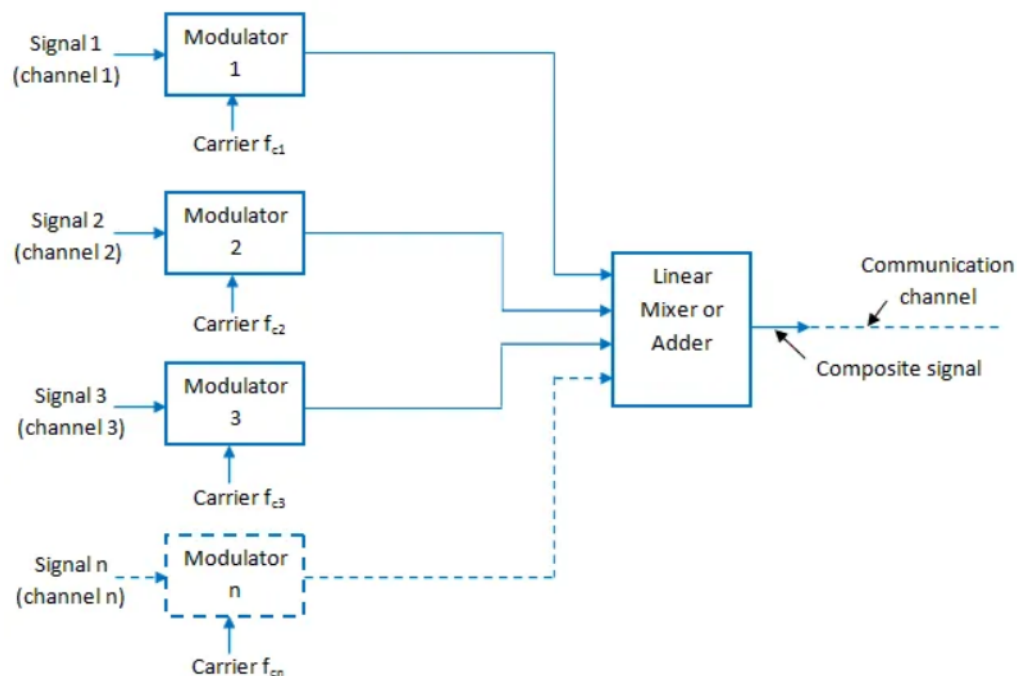 Signal 1
(channel 1)
Modulator
1
Carrier fc1
Signal 2
(channel 2)
Modulator
2
Carrier fc2
Signal 3
(channel 3)
Modulator
3
Carrier fc3
Signal n
(channel n)
Modulator
n
Carrier fcn
Linear
Mixer or
Adder
Communication
channel
Composite signal